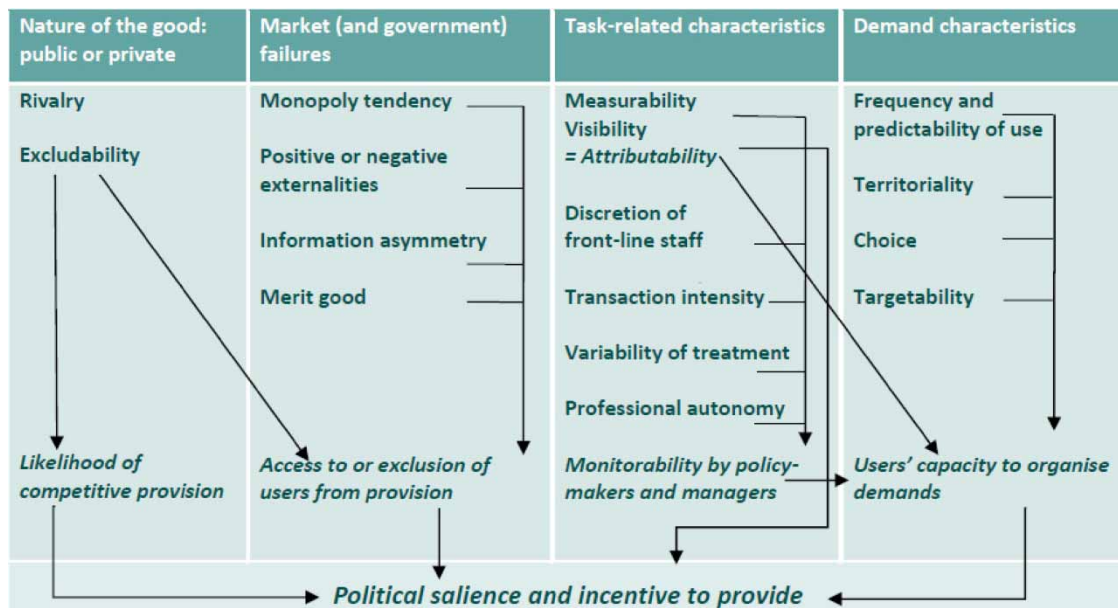 Nature of the good:
public or private
Market (and government)
failures
Task-related characteristics
Demand characteristics
Rivalry
Excludability
Likelihood of
competitive provision
Monopoly tendency
Positive or negative
externalities
Information asymmetry
Merit good
Access to or exclusion of
users from provision
Measurability
Visibility
= Attributability
Discretion of
front-line staff
Transaction intensity
Variability of treatment
Professional autonomy
Monitorability by policy-
makers and managers
Frequency and
predictability of use
Territoriality
Choice
Targetability
Users' capacity to organise
demands
Political salience and incentive to provide